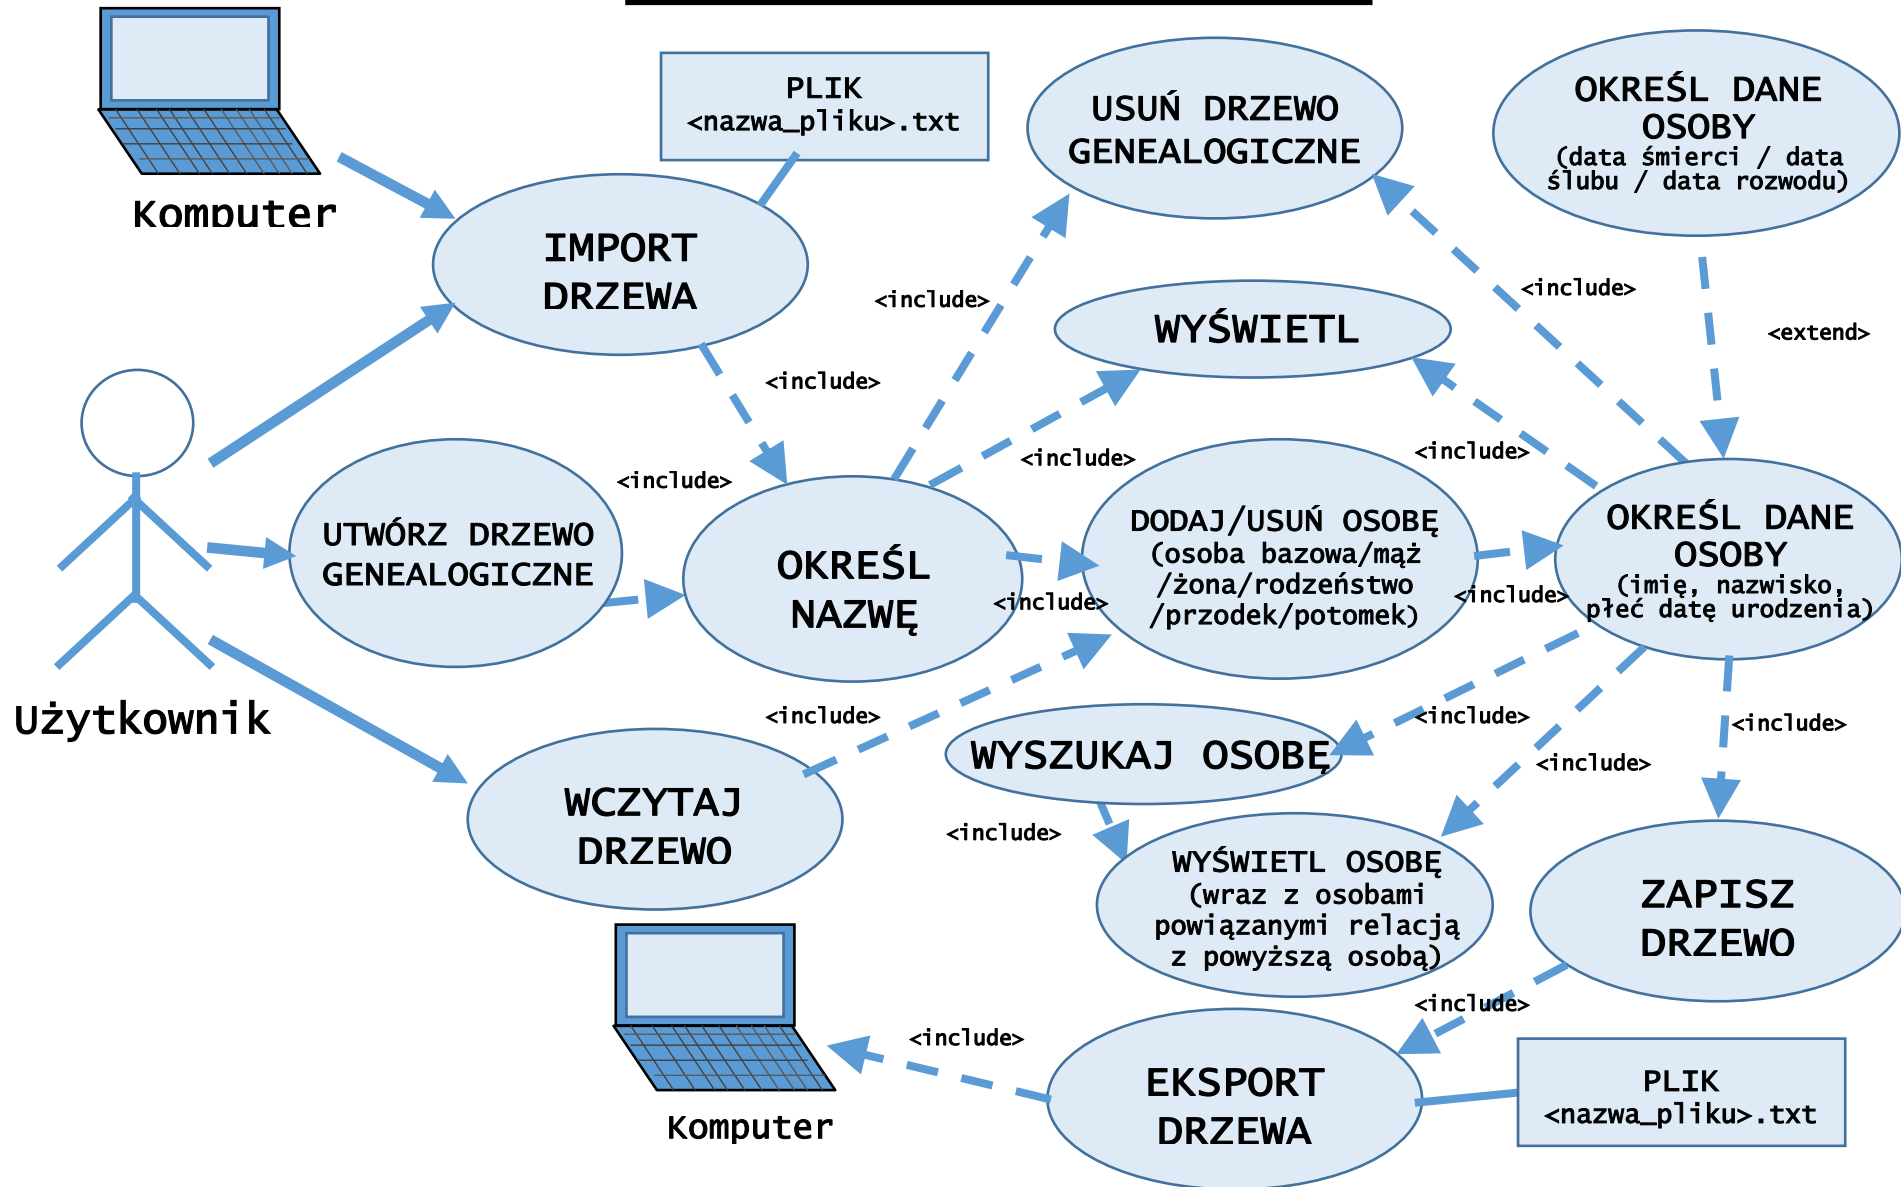 Komputer
PLIK
<nazwa_pliku>.txt
USUŃ DRZEWO
GENEALOGICZNE
OKREŚL DANE
OSOBY
(data śmierci / data
ślubu / data rozwodu)
IMPORT
DRZEWA
<include>
<include>
<extend>
WYŚWIETL
<include>
<include>
<include>
<include>
UTWÓRZ DRZEWO
GENEALOGICZNE
OKREŚL
NAZWĘ
<include>
DODAJ/USUŃ OSOBĘ
(osoba bazowa/mąż
/żona/rodzeństwo
/przodek/potomek)
<include>
OKREŚL DANE
OSOBY
(imię, nazwisko,
płeć datę urodzenia)
Użytkownik
<include>
<include>
<include>
<include>
WYSZUKAJ OSOBĘ
WCZYTAJ
DRZEWO
<include>
WYŚWIETL OSOBĘ
(wraz z osobami
powiązanymi relacją
z powyższą osobą)
ZAPISZ
DRZEWO
<include>
<include>
Komputer
EKSPORT
DRZEWA
PLIK
<nazwa_pliku>.txt